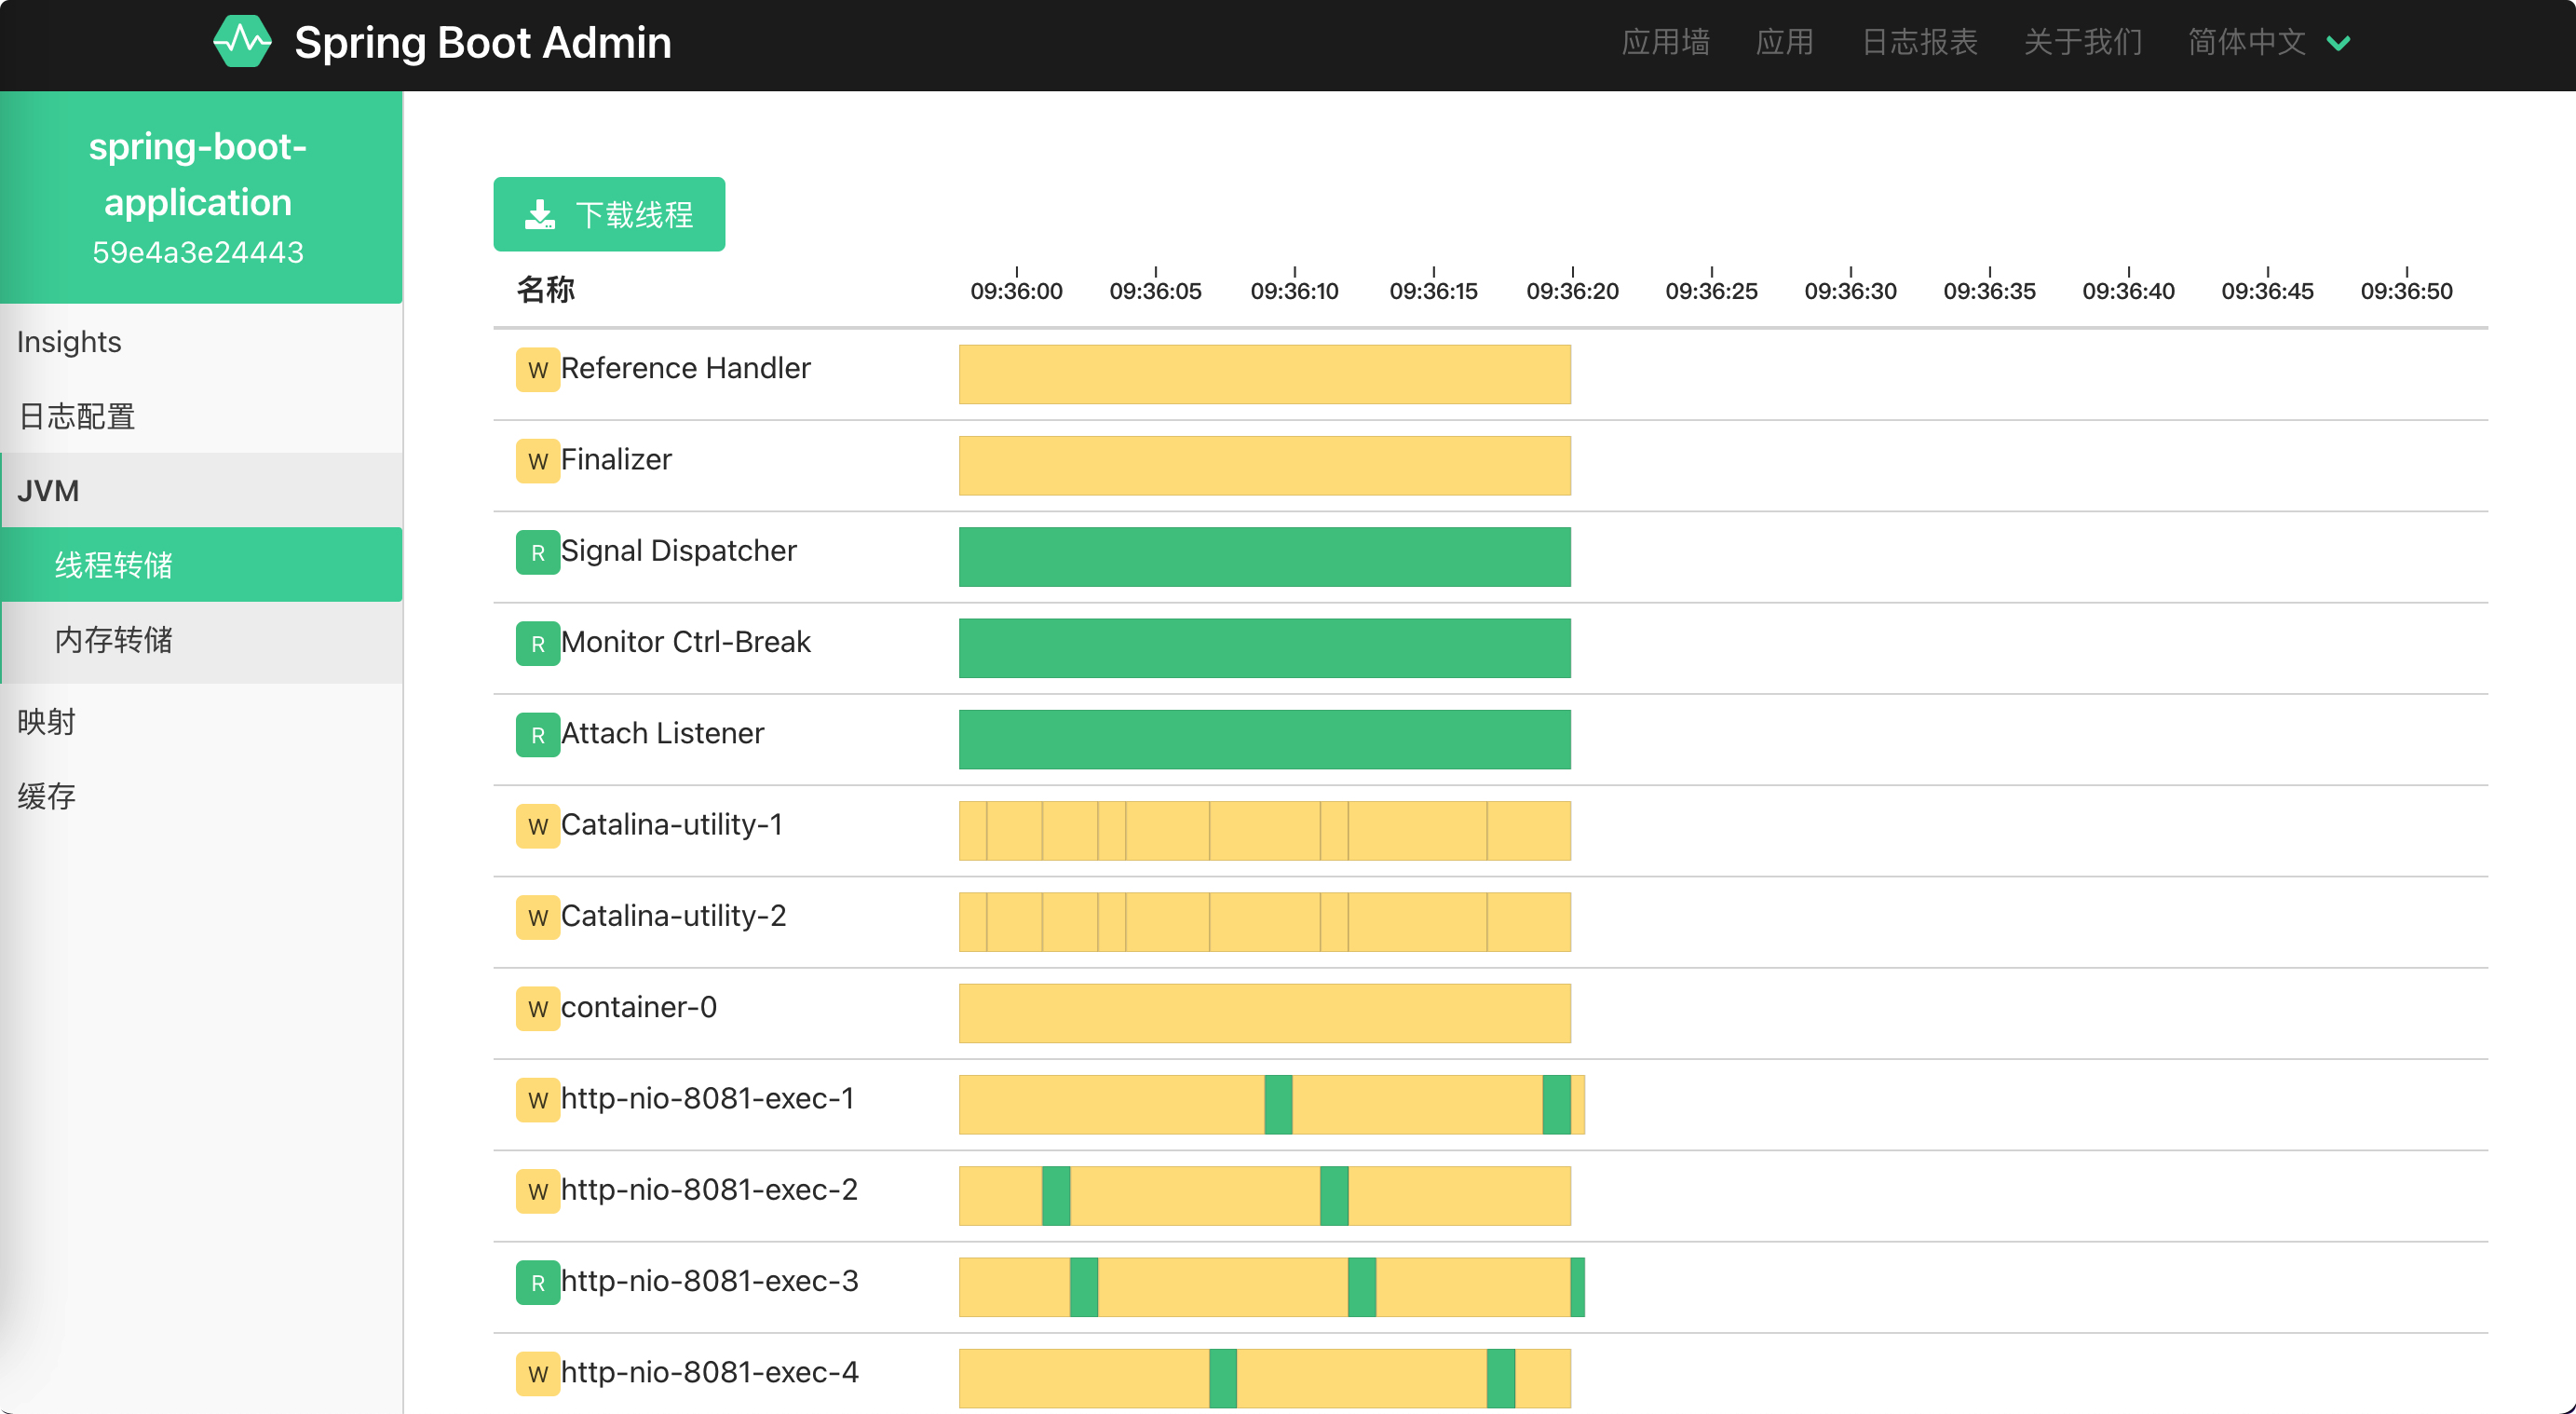 Spring Boot Admin
应用墙 应用 日志报表 关于我们 简体中文
spring-boot-
application
59e4a3e24443
Insights
日志配置
JVM
线程转储
内存转储
映射
缓存
下载线程
名称 09:36:00 09:36:05 09:36:10 09:36:15 09:36:20 09:36:25 09:36:30 09:36:35 09:36:40 09:36:45 09:36:50
W Reference Handler
W Finalizer
R Signal Dispatcher
R Monitor Ctrl-Break
R Attach Listener
W Catalina-utility-1
W Catalina-utility-2
W container-0
W http-nio-8081-exec-1
W http-nio-8081-exec-2
R http-nio-8081-exec-3
W http-nio-8081-exec-4